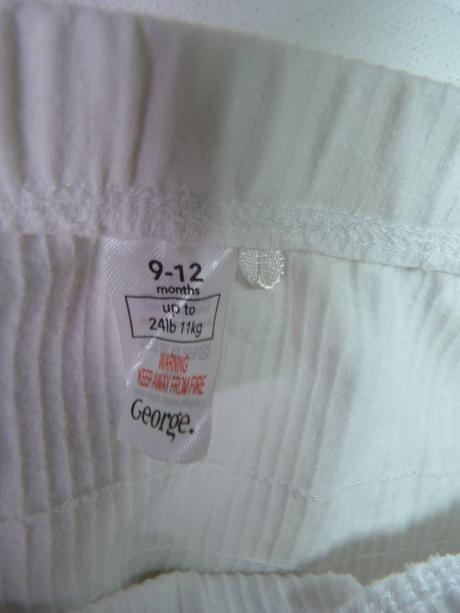 9-12
months
up to
24lb 11kg
WARNING
KEEP AWAY FROM FIRE
George.